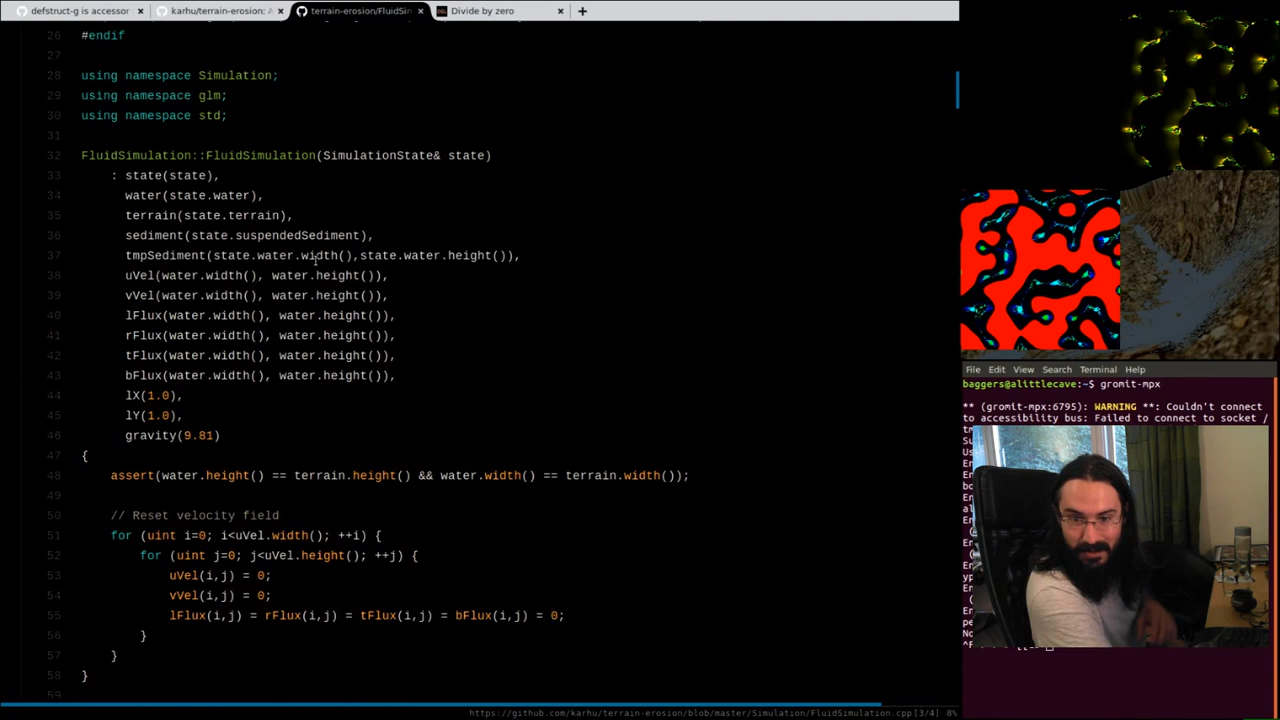 defstruct-g is accessor
karhu/terrain-erosion: A
terrain-erosion/FluidSim
Divide by zero
26 #endif
27
28 using namespace Simulation;
29 using namespace glm;
30 using namespace std;
31
32 FluidSimulation::FluidSimulation(SimulationState& state)
33 : state(state),
34 water(state.water),
35 terrain(state.terrain),
36 sediment(state.suspendedSediment),
37 tmpSediment(state.water.width(),state.water.height()),
38 uVel(water.width(), water.height()),
39 vVel(water.width(), water.height()),
40 lFlux(water.width(), water.height()),
41 rFlux(water.width(), water.height()),
42 tFlux(water.width(), water.height()),
43 bFlux(water.width(), water.height()),
44 lX(1.0),
45 lY(1.0),
46 gravity(9.81)
47 {
48 assert(water.height() == terrain.height() && water.width() == terrain.width());
49
50 // Reset velocity field
51 for (uint i=0; i<uVel.width(); ++i) {
52 for (uint j=0; j<uVel.height(); ++j) {
53 uVel(i,j) = 0;
54 vVel(i,j) = 0;
55 lFlux(i,j) = rFlux(i,j) = tFlux(i,j) = bFlux(i,j) = 0;
56 }
57 }
58 }
59
https://github.com/karhu/terrain-erosion/blob/master/Simulation/FluidSimulation.cpp [3/4] 8%
File Edit View Search Terminal Help
baggers@alittlecave:~$ gromit-mpx
** (gromit-mpx:6795): WARNING **: Couldn't connect
to accessibility bus: Failed to connect to socket /